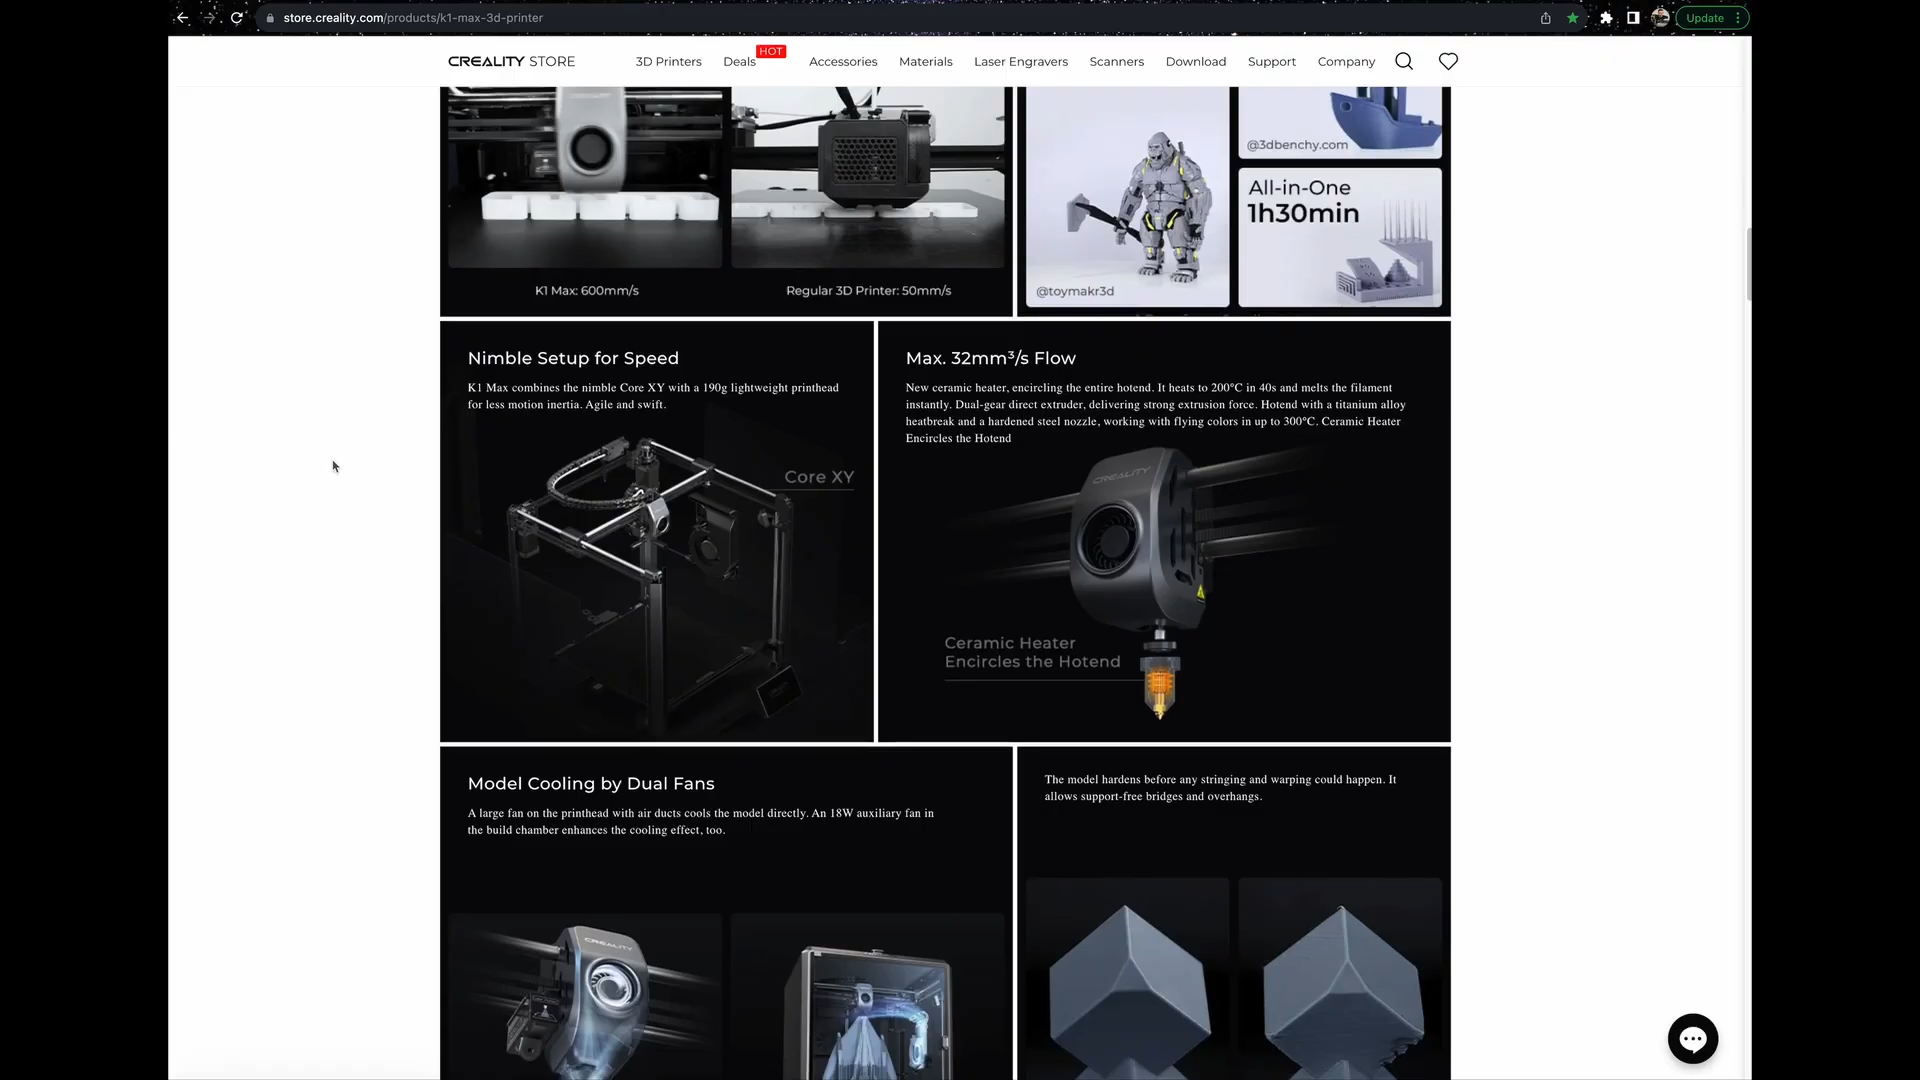 store.creality.com/products/k1-max-3d-printer
Update
CREALITY STORE
3D Printers
Deals
HOT
Accessories
Materials
Laser Engravers
Scanners
Download
Support
Company
K1 Max: 600mm/s
Regular 3D Printer: 50mm/s
@toymakr3d
@3dbenchy.com
All-in-One
1h30min
Nimble Setup for Speed
K1 Max combines the nimble Core XY with a 190g lightweight printhead
for less motion inertia. Agile and swift.
Core XY
Max. 32mm³/s Flow
New ceramic heater, encircling the entire hotend. It heats to 200°C in 40s and melts the filament
instantly. Dual-gear direct extruder, delivering strong extrusion force. Hotend with a titanium alloy
heatbreak and a hardened steel nozzle, working with flying colors in up to 300°C. Ceramic Heater
Encircles the Hotend
CREALITY
Ceramic Heater
Encircles the Hotend
Model Cooling by Dual Fans
A large fan on the printhead with air ducts cools the model directly. An 18W auxiliary fan in
the build chamber enhances the cooling effect, too.
CREALITY
The model hardens before any stringing and warping could happen. It
allows support-free bridges and overhangs.